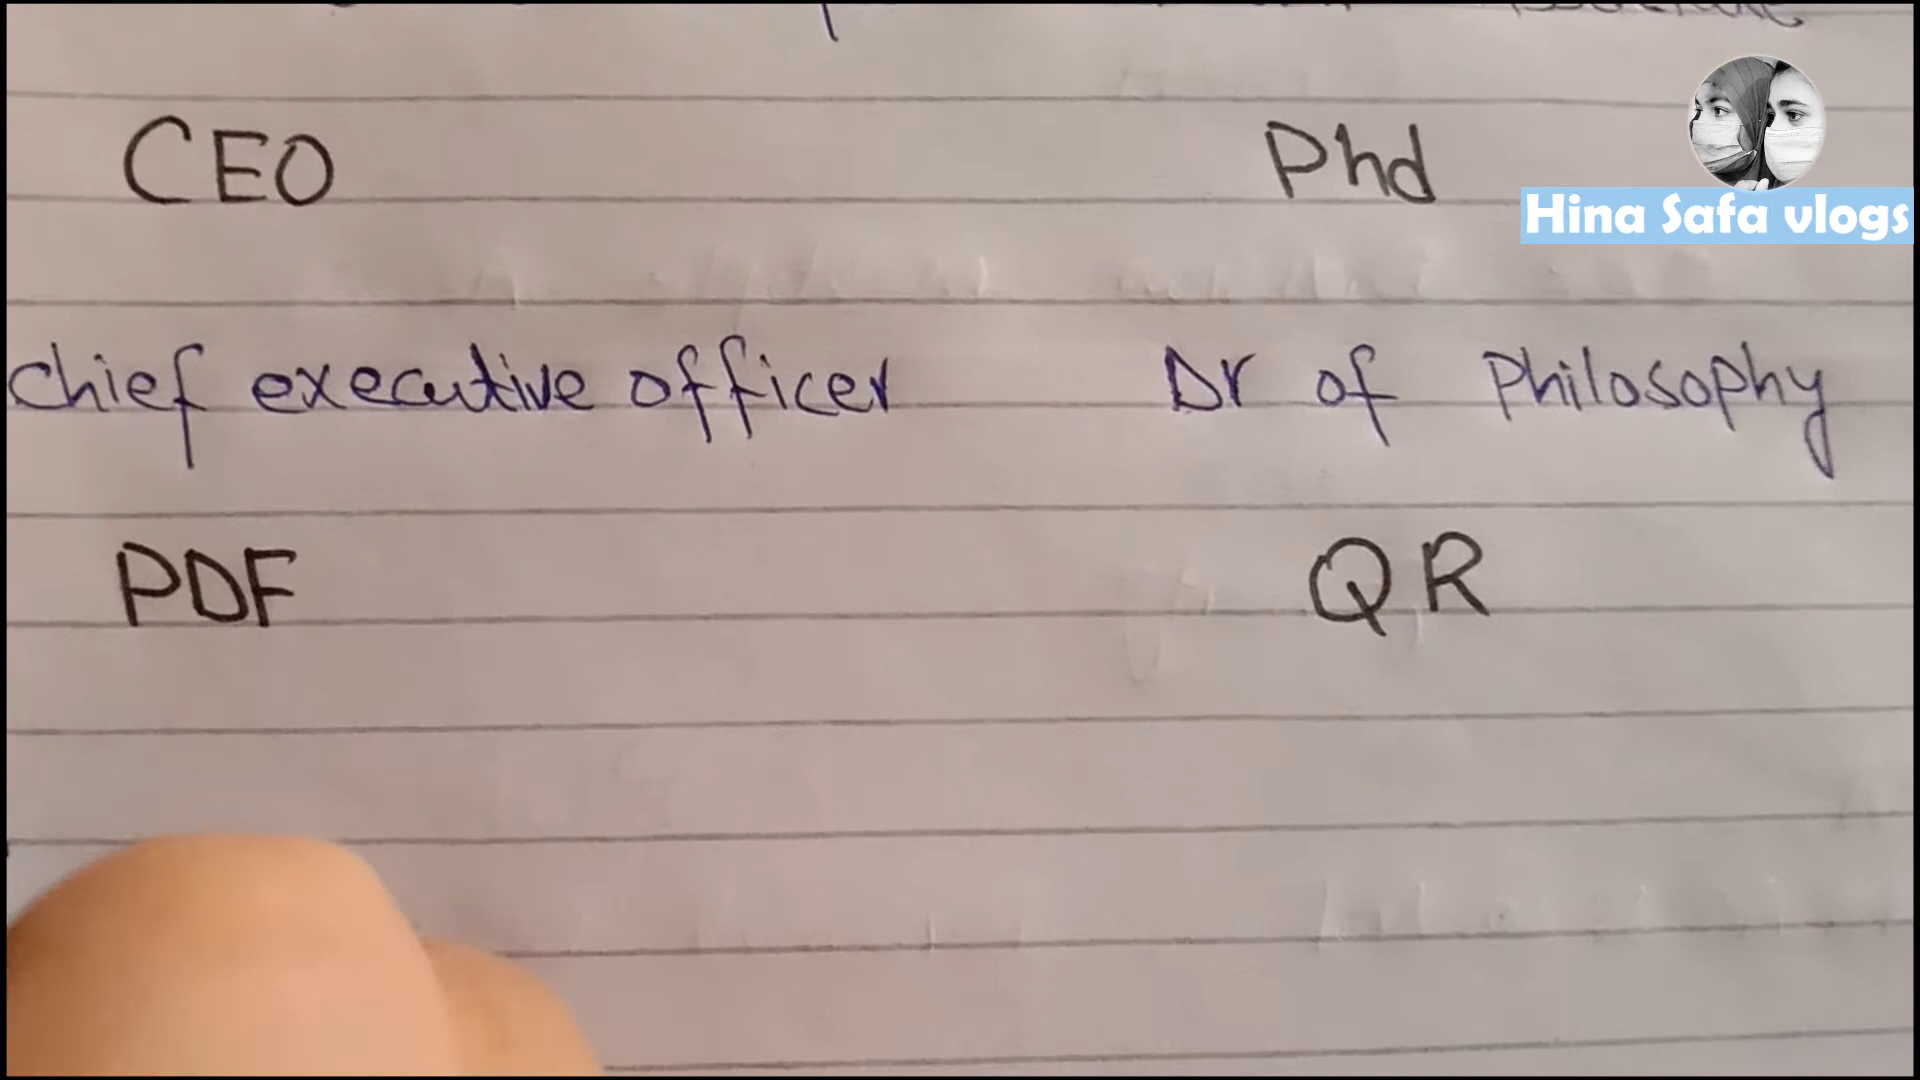 CEO Phd
Hina Safa vlogs
Chief executive officer Dr of Philosophy
PDF QR